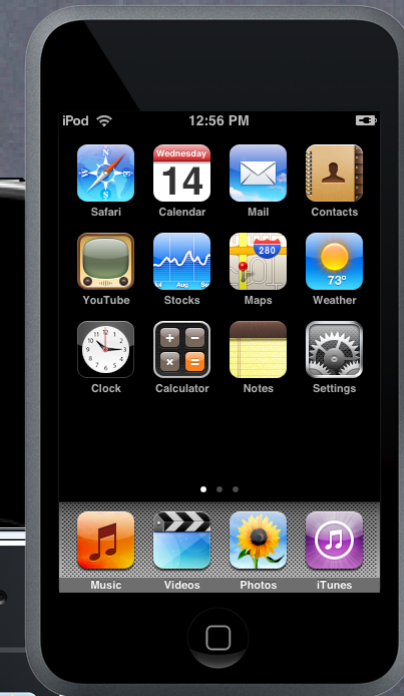 iPod 12:56 PM
Wednesday
14
280
73°
Safari Calendar Mail Contacts
Aug
YouTube Stocks Maps Weather
Clock Calculator Notes Settings
Music Videos Photos iTunes